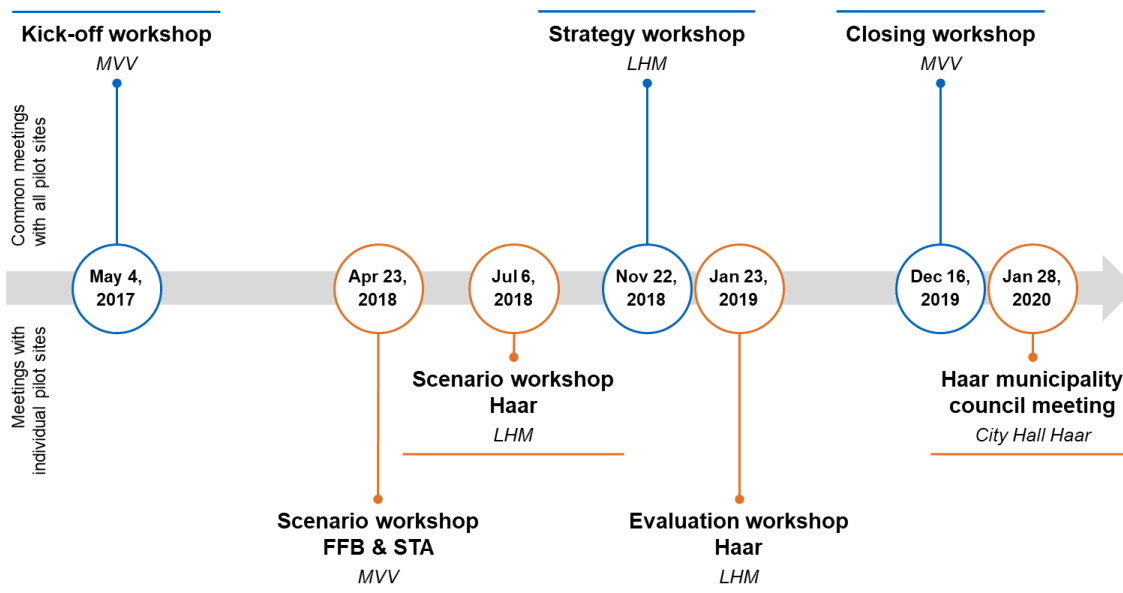 Kick-off workshop
MVV
Strategy workshop
LHM
Closing workshop
MVV
Common meetings
with all pilot sites
May 4,
2017
Apr 23,
2018
Jul 6,
2018
Nov 22,
2018
Jan 23,
2019
Dec 16,
2019
Jan 28,
2020
Meetings with
individual pilot sites
Scenario workshop
Haar
LHM
Haar municipality
council meeting
City Hall Haar
Scenario workshop
FFB & STA
MVV
Evaluation workshop
Haar
LHM